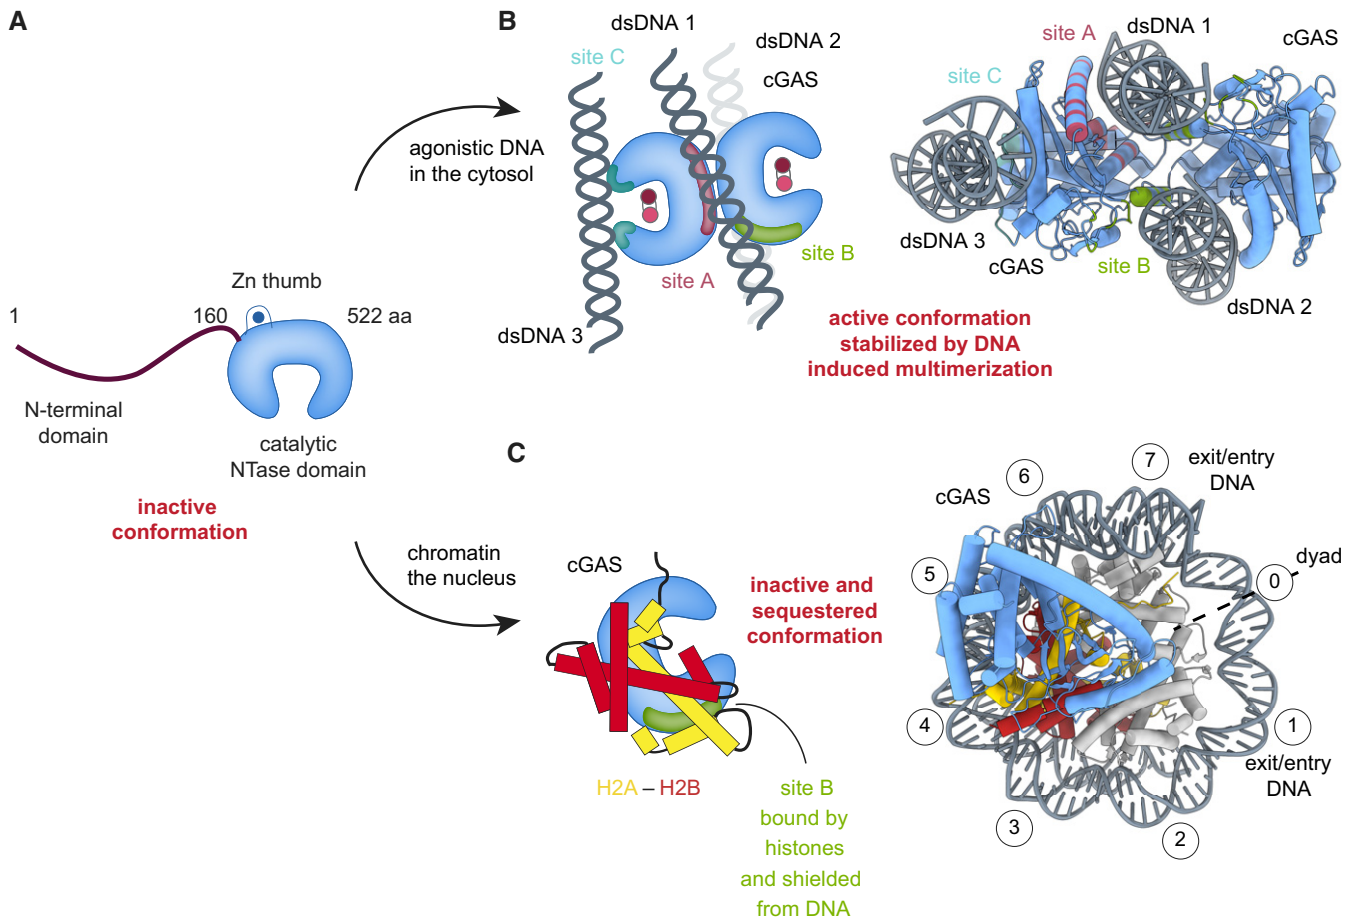 A
1
160
Zn thumb
522 aa
N-terminal
domain
catalytic
NTase domain
inactive
conformation
agonistic DNA
in the cytosol
chromatin
the nucleus
B
dsDNA 1
site C
dsDNA 2
cGAS
site B
site A
dsDNA 3
site A
dsDNA 1
cGAS
site C
dsDNA 3
cGAS
site B
dsDNA 2
active conformation
stabilized by DNA
induced multimerization
C
cGAS
inactive and
sequestered
conformation
H2A – H2B
site B
bound by
histones
and shielded
from DNA
7
exit/entry
DNA
6
cGAS
5
dyad
0
4
1
exit/entry
DNA
3
2